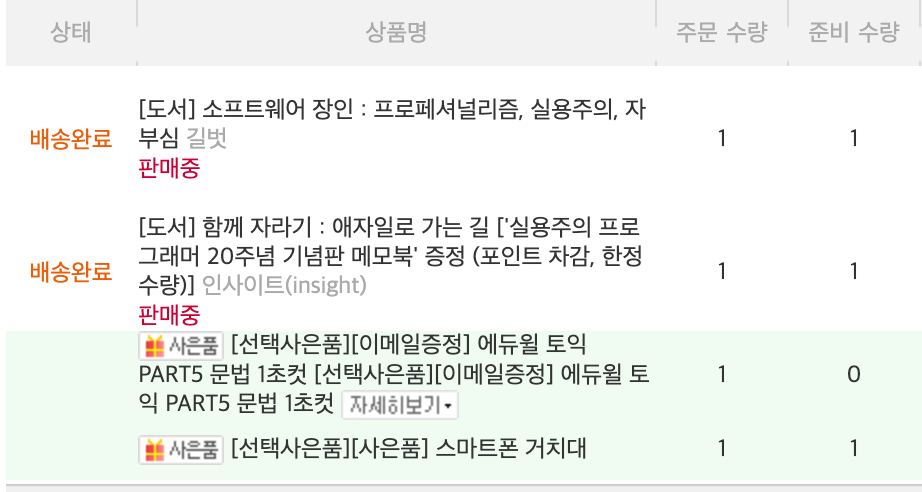 상태 상품명 주문 수량 준비 수량
[도서] 소프트웨어 장인 : 프로페셔널리즘, 실용주의, 자
배송완료 부심 길벗 1 1
판매중
[도서] 함께 자라기 : 애자일로 가는 길 ['실용주의 프로
그래머 20주년 기념판 메모북' 증정 (포인트 차감, 한정
배송완료 수량)] 인사이트(insight) 1 1
판매중
사은품 [선택사은품][이메일증정] 에듀윌 토익
PART5 문법 1초컷 [선택사은품][이메일증정] 에듀윌 토 1 0
익 PART5 문법 1초컷 자세히보기
사은품 [선택사은품][사은품] 스마트폰 거치대 1 1